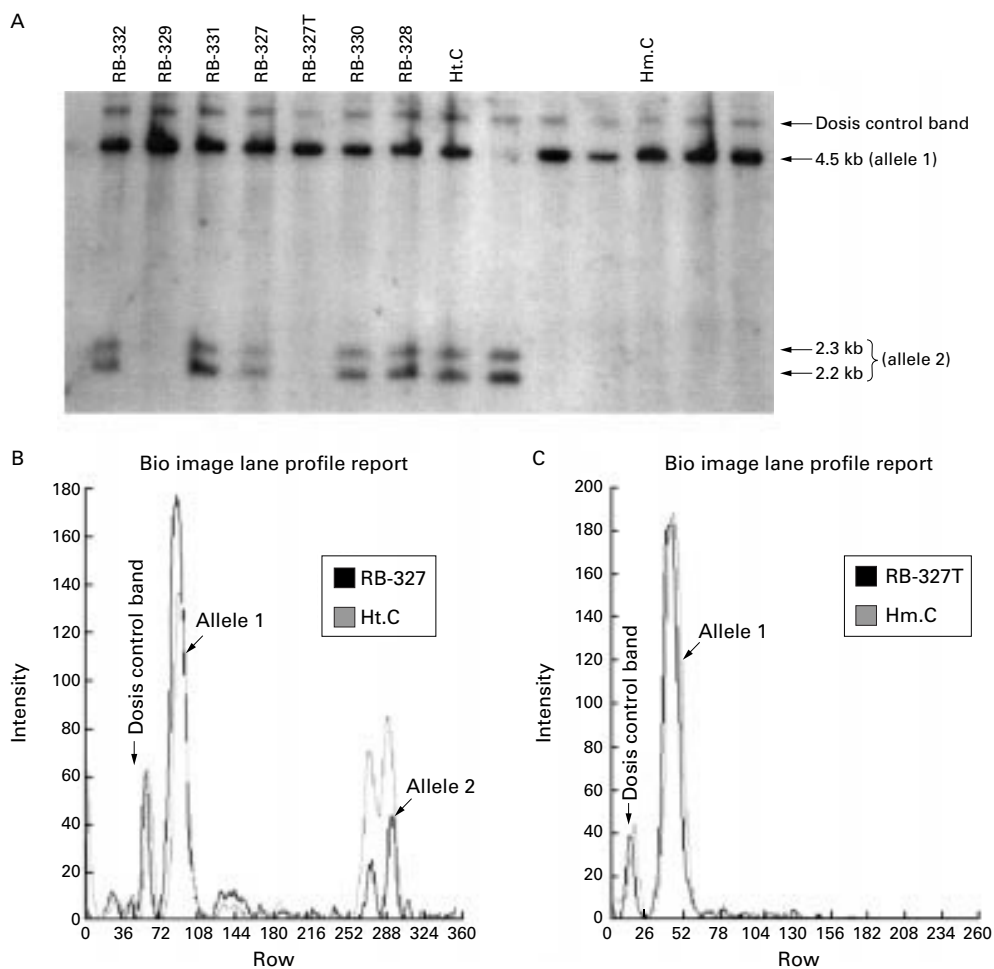 A
RB-332
RB-329
RB-331
RB-327
RB-327T
RB-330
RB-328
Ht.C
Hm.C
Dosis control band
4.5 kb (allele 1)
2.3 kb
2.2 kb
(allele 2)
B
Bio image lane profile report
180
160
140
120
100
80
60
40
20
0
Intensity
Dosis control band
Allele 1
Allele 2
RB-327
Ht.C
0 36 72 108 144 180 216 252 288 324 360
Row
C
Bio image lane profile report
200
180
160
140
120
100
80
60
40
20
0
Intensity
Dosis control band
Allele 1
RB-327T
Hm.C
0 26 52 78 104 130 156 182 208 234 260
Row